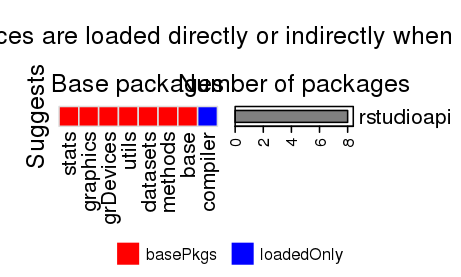 ces are loaded directly or indirectly when
Base packages
Number of packages
Suggests
rstudioapi
0 2 4 6 8
stats
graphics
grDevices
utils
datasets
methods
base
compiler
basePkgs
loadedOnly